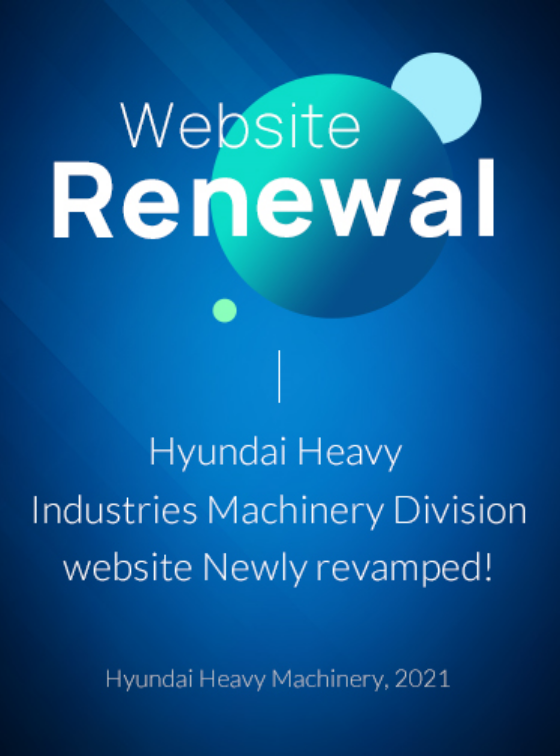 Website
Renewal
Hyundai Heavy
Industries Machinery Division
website Newly revamped!
Hyundai Heavy Machinery, 2021